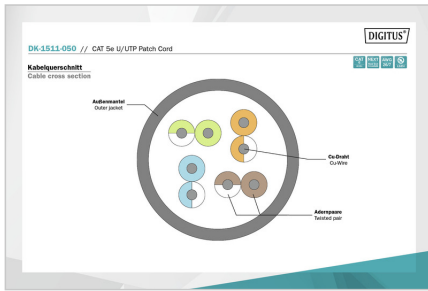 DIGITUS®
DK-1511-050 // CAT 5e U/UTP Patch Cord
Kabelquerschnitt
Cable cross section
Außenmantel
Outer jacket
Cu-Draht
Cu-Wire
Adernpaare
Twisted pair